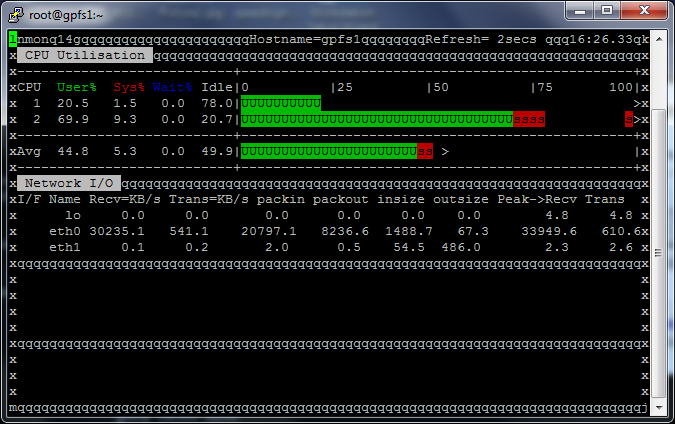 root@gpfs1:~
lnmonq14gqqqqqqqqqqqqqqqqqqqqqHostname=gpfs1qqqqqqqqRefresh= 2secs qqq16:26.33qk
x CPU Utilisation qqqqqqqqqqqqqqqqqqqqqqqqqqqqqqqqqqqqqqqqqqqqqqqqqqqqqqqqqqqqqx
x---------------------------+-------------------------------------------------+x
xCPU  User%  Sys% Wait%  Idle|0          |25         |50          |75       100|x
x  1  20.5   1.5   0.0  78.0|UUUUUUUUUU                                       >x
x  2  69.9   9.3   0.0  20.7|UUUUUUUUUUUUUUUUUUUUUUUUUUUUUUUUUUssss          s>x
x---------------------------+-------------------------------------------------+x
xAvg  44.8   5.3   0.0  49.9|UUUUUUUUUUUUUUUUUUUUUUss >                       |x
x---------------------------+-------------------------------------------------+x
x Network I/O qqqqqqqqqqqqqqqqqqqqqqqqqqqqqqqqqqqqqqqqqqqqqqqqqqqqqqqqqqqqqqqqqx
xI/F Name Recv=KB/s Trans=KB/s packin packout insize outsize Peak->Recv Trans  x
x      lo     0.0     0.0       0.0      0.0     0.0    0.0        4.8     4.8 x
x    eth0 30235.1   541.1    20797.1   8236.6  1488.7   67.3    33949.6   610.6x
x    eth1     0.1     0.2       2.0      0.5    54.5  486.0        2.3     2.6 x
xqqqqqqqqqqqqqqqqqqqqqqqqqqqqqqqqqqqqqqqqqqqqqqqqqqqqqqqqqqqqqqqqqqqqqqqqqqqqqqx
x x
x x
x x
x x
xqqqqqqqqqqqqqqqqqqqqqqqqqqqqqqqqqqqqqqqqqqqqqqqqqqqqqqqqqqqqqqqqqqqqqqqqqqqqqqx
x x
x x
x x
mqqqqqqqqqqqqqqqqqqqqqqqqqqqqqqqqqqqqqqqqqqqqqqqqqqqqqqqqqqqqqqqqqqqqqqqqqqqqqqj